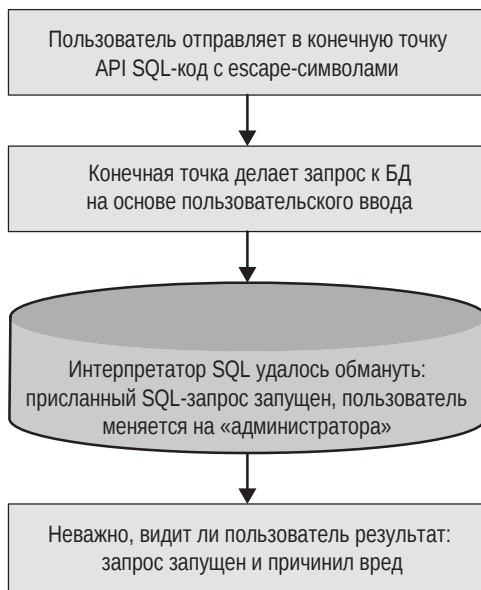 Пользователь отправляет в конечную точку
API SQL-код с escape-символами
Конечная точка делает запрос к БД
на основе пользовательского ввода
Интерпретатор SQL удалось обмануть:
присланный SQL-запрос запущен, пользователь
меняется на «администратора»
Неважно, видит ли пользователь результат:
запрос запущен и причинил вред